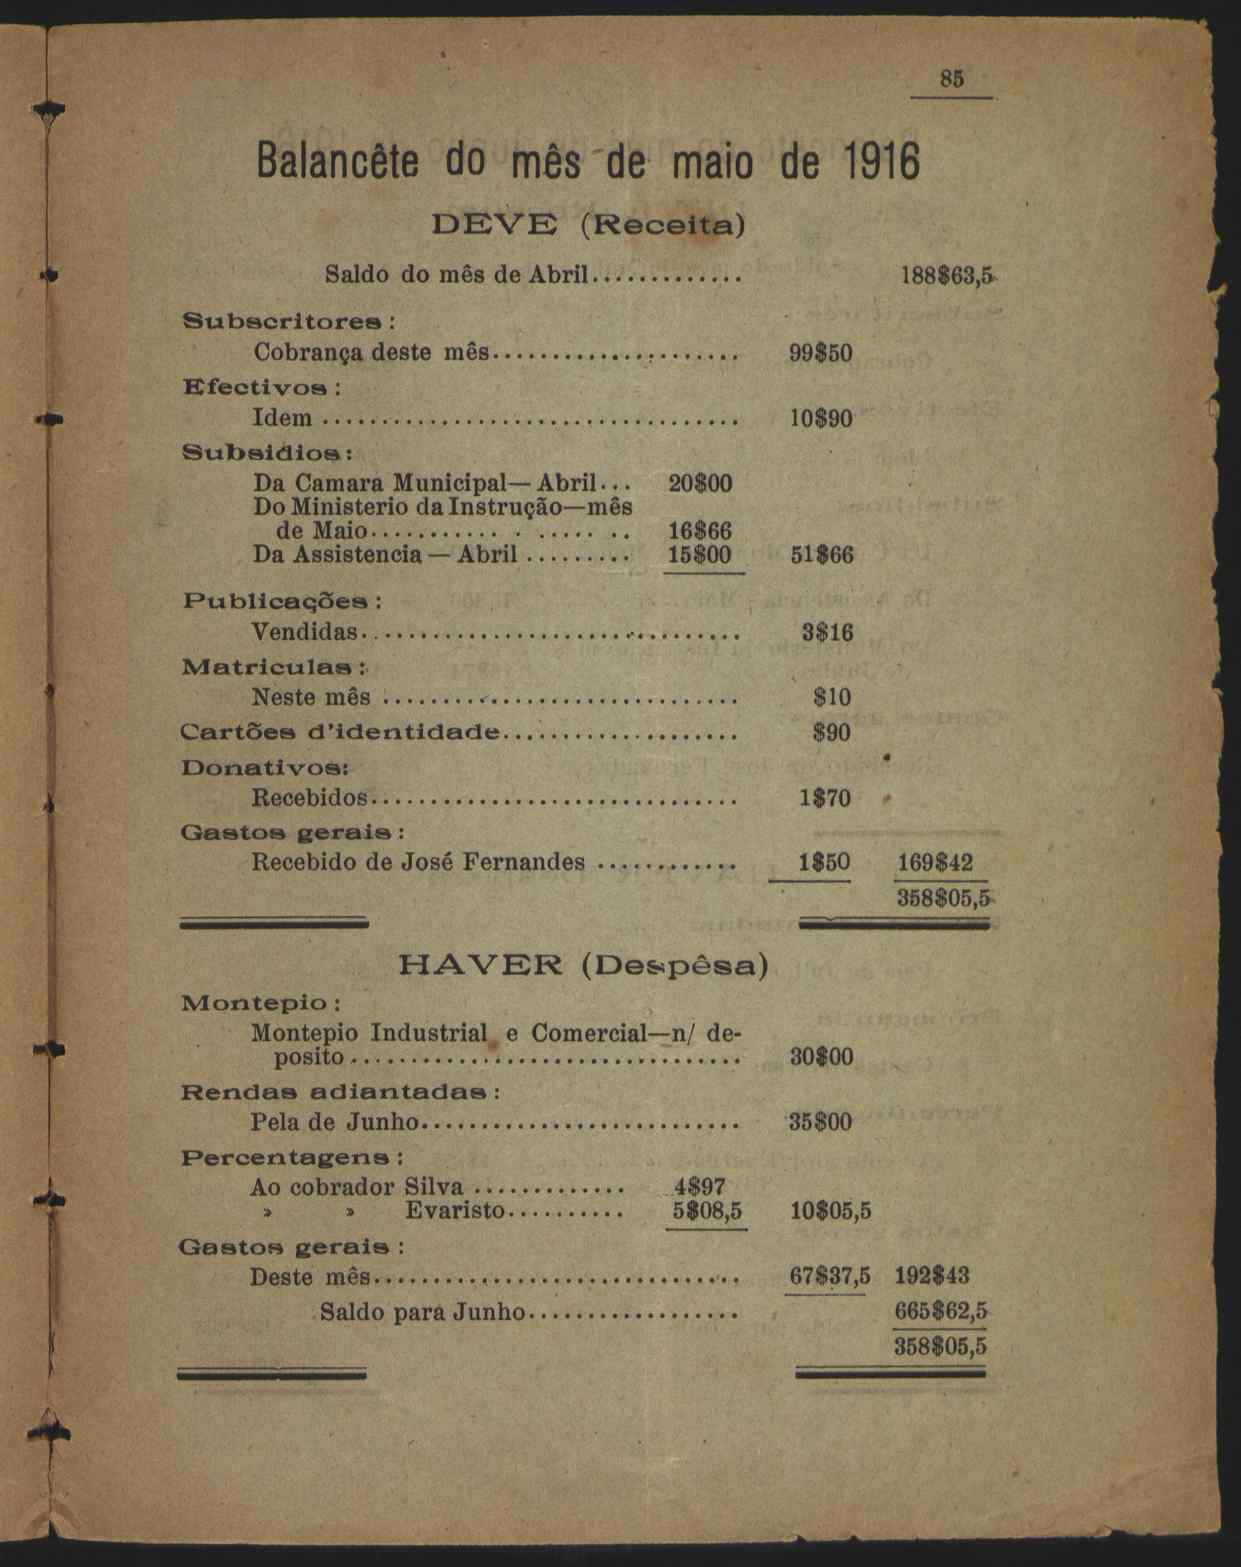 85
Balancête do mês de maio de 1916
DEVE (Receita)
Saldo do mês de Abril............. 188$63,5
Subscritores:
Cobrança deste mês..................... 99$50
Efectivos:
Idem .................................... 10$90
Subsidios:
Da Camara Municipal—Abril... 20$00
Do Ministerio da Instrução—mês
de Maio........... . ..... .. 16$66
Da Assistencia—Abril ......... 15$00 51$66
Publicações:
Vendidas................................ 3$16
Matriculas:
Neste mês .............................. $10
Cartões d'identidade.................... $90
Donativos:
Recebidos............................... 1$70
Gastos gerais:
Recebido de José Fernandes ............ 1$50 169$42
358$05,5
HAVER (Despêsa)
Montepio:
Montepio Industrial e Comercial—n/ de-
posito................................. 30$00
Rendas adiantadas:
Pela de Junho........................... 35$00
Percentagens:
Ao cobrador Silva ............. 4$97
» » Evaristo.......... 5$08,5 10$05,5
Gastos gerais:
Deste mês............................... 67$37,5 192$43
Saldo para Junho.................. 665$62,5
358$05,5